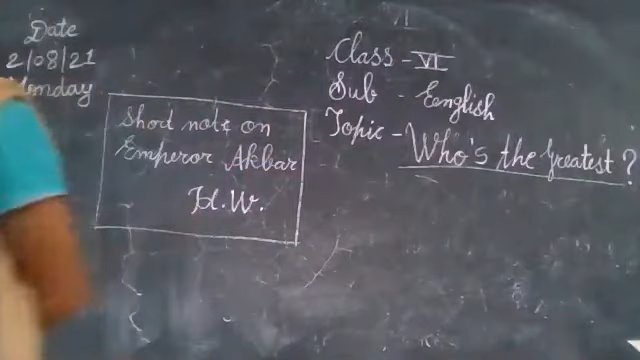 Date
2/08/21
Monday
Class - VI
Sub - English
Topic - Who's the Greatest?
Short note on
Emperor Akbar
H.W.